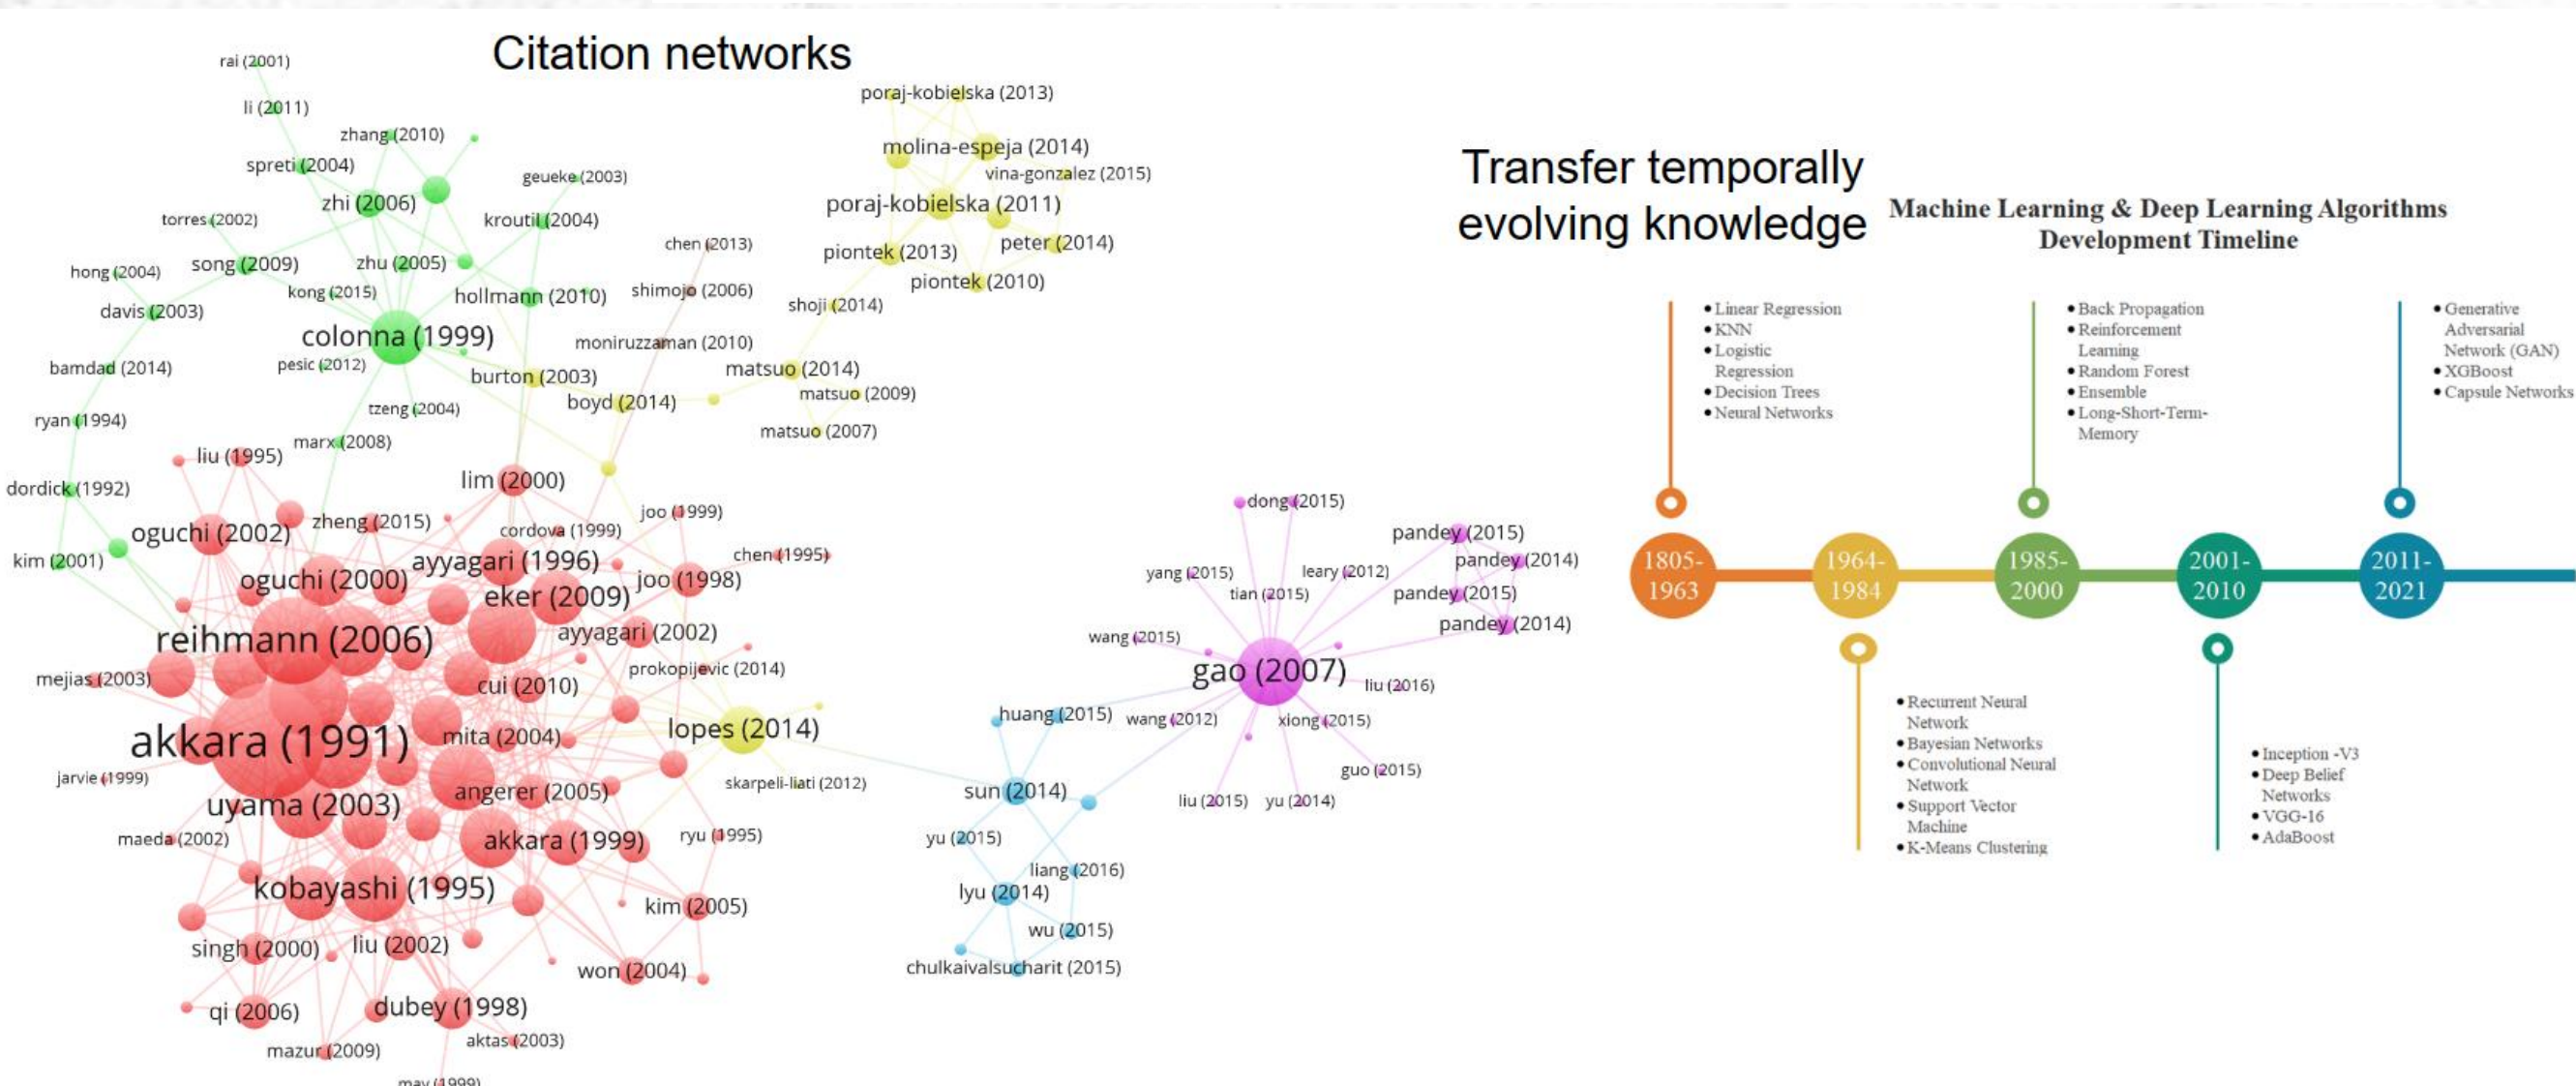 Citation networks
rai (2001)
li (2011)
zhang (2010)
spreti (2004)
geueke (2003)
zhi (2006)
kroutil (2004)
torres (2002)
chen (2013)
song (2009)
zhu (2005)
hong (2004)
kong (2015)
hollmann (2010)
shimojo (2006)
davis (2003)
colonna (1999)
moniruzzaman (2010)
bamdad (2014)
pesic (2012)
burton (2003)
boyd (2014)
tzeng (2004)
ryan (1994)
marx (2008)
dordick (1992)
kim (2001)
poraj-kobielska (2013)
molina-espeja (2014)
vina-gonzalez (2015)
poraj-kobielska (2011)
piontek (2013)
peter (2014)
piontek (2010)
shoji (2014)
matsuo (2014)
matsuo (2009)
matsuo (2007)
liu (1995)
lim (2000)
oguchi (2002)
zheng (2015)
cordova (1999)
joo (1999)
ayyagari (1996)
chen (1995)
oguchi (2000)
joo (1998)
eker (2009)
reihmann (2006)
ayyagari (2002)
prokopijevic (2014)
mejias (2003)
cui (2010)
akkara (1991)
mita (2004)
lopes (2014)
jarvie (1999)
skarpeli-liati (2012)
uyama (2003)
angerer (2005)
maeda (2002)
akkara (1999)
ryu (1995)
kobayashi (1995)
kim (2005)
singh (2000)
liu (2002)
won (2004)
qi (2006)
dubey (1998)
mazur (2009)
aktas (2003)
may (1999)
dong (2015)
pandey (2015)
pandey (2014)
yang (2015)
leary (2012)
tian (2015)
pandey (2015)
pandey (2014)
wang (2015)
gao (2007)
liu (2016)
huang (2015)
wang (2012)
xiong (2015)
guo (2015)
liu (2015)
yu (2014)
sun (2014)
yu (2015)
liang (2016)
lyu (2014)
wu (2015)
chulkaivalsucharit (2015)
Transfer temporally
evolving knowledge
Machine Learning & Deep Learning Algorithms
Development Timeline
• Linear Regression
• KNN
• Logistic
Regression
• Decision Trees
• Neural Networks
• Back Propagation
• Reinforcement
Learning
• Random Forest
• Ensemble
• Long-Short-Term-
Memory
• Generative
Adversarial
Network (GAN)
• XGBoost
• Capsule Networks
1805-
1963
1964-
1984
1985-
2000
2001-
2010
2011-
2021
• Recurrent Neural
Network
• Bayesian Networks
• Convolutional Neural
Network
• Support Vector
Machine
• K-Means Clustering
• Inception -V3
• Deep Belief
Networks
• VGG-16
• AdaBoost